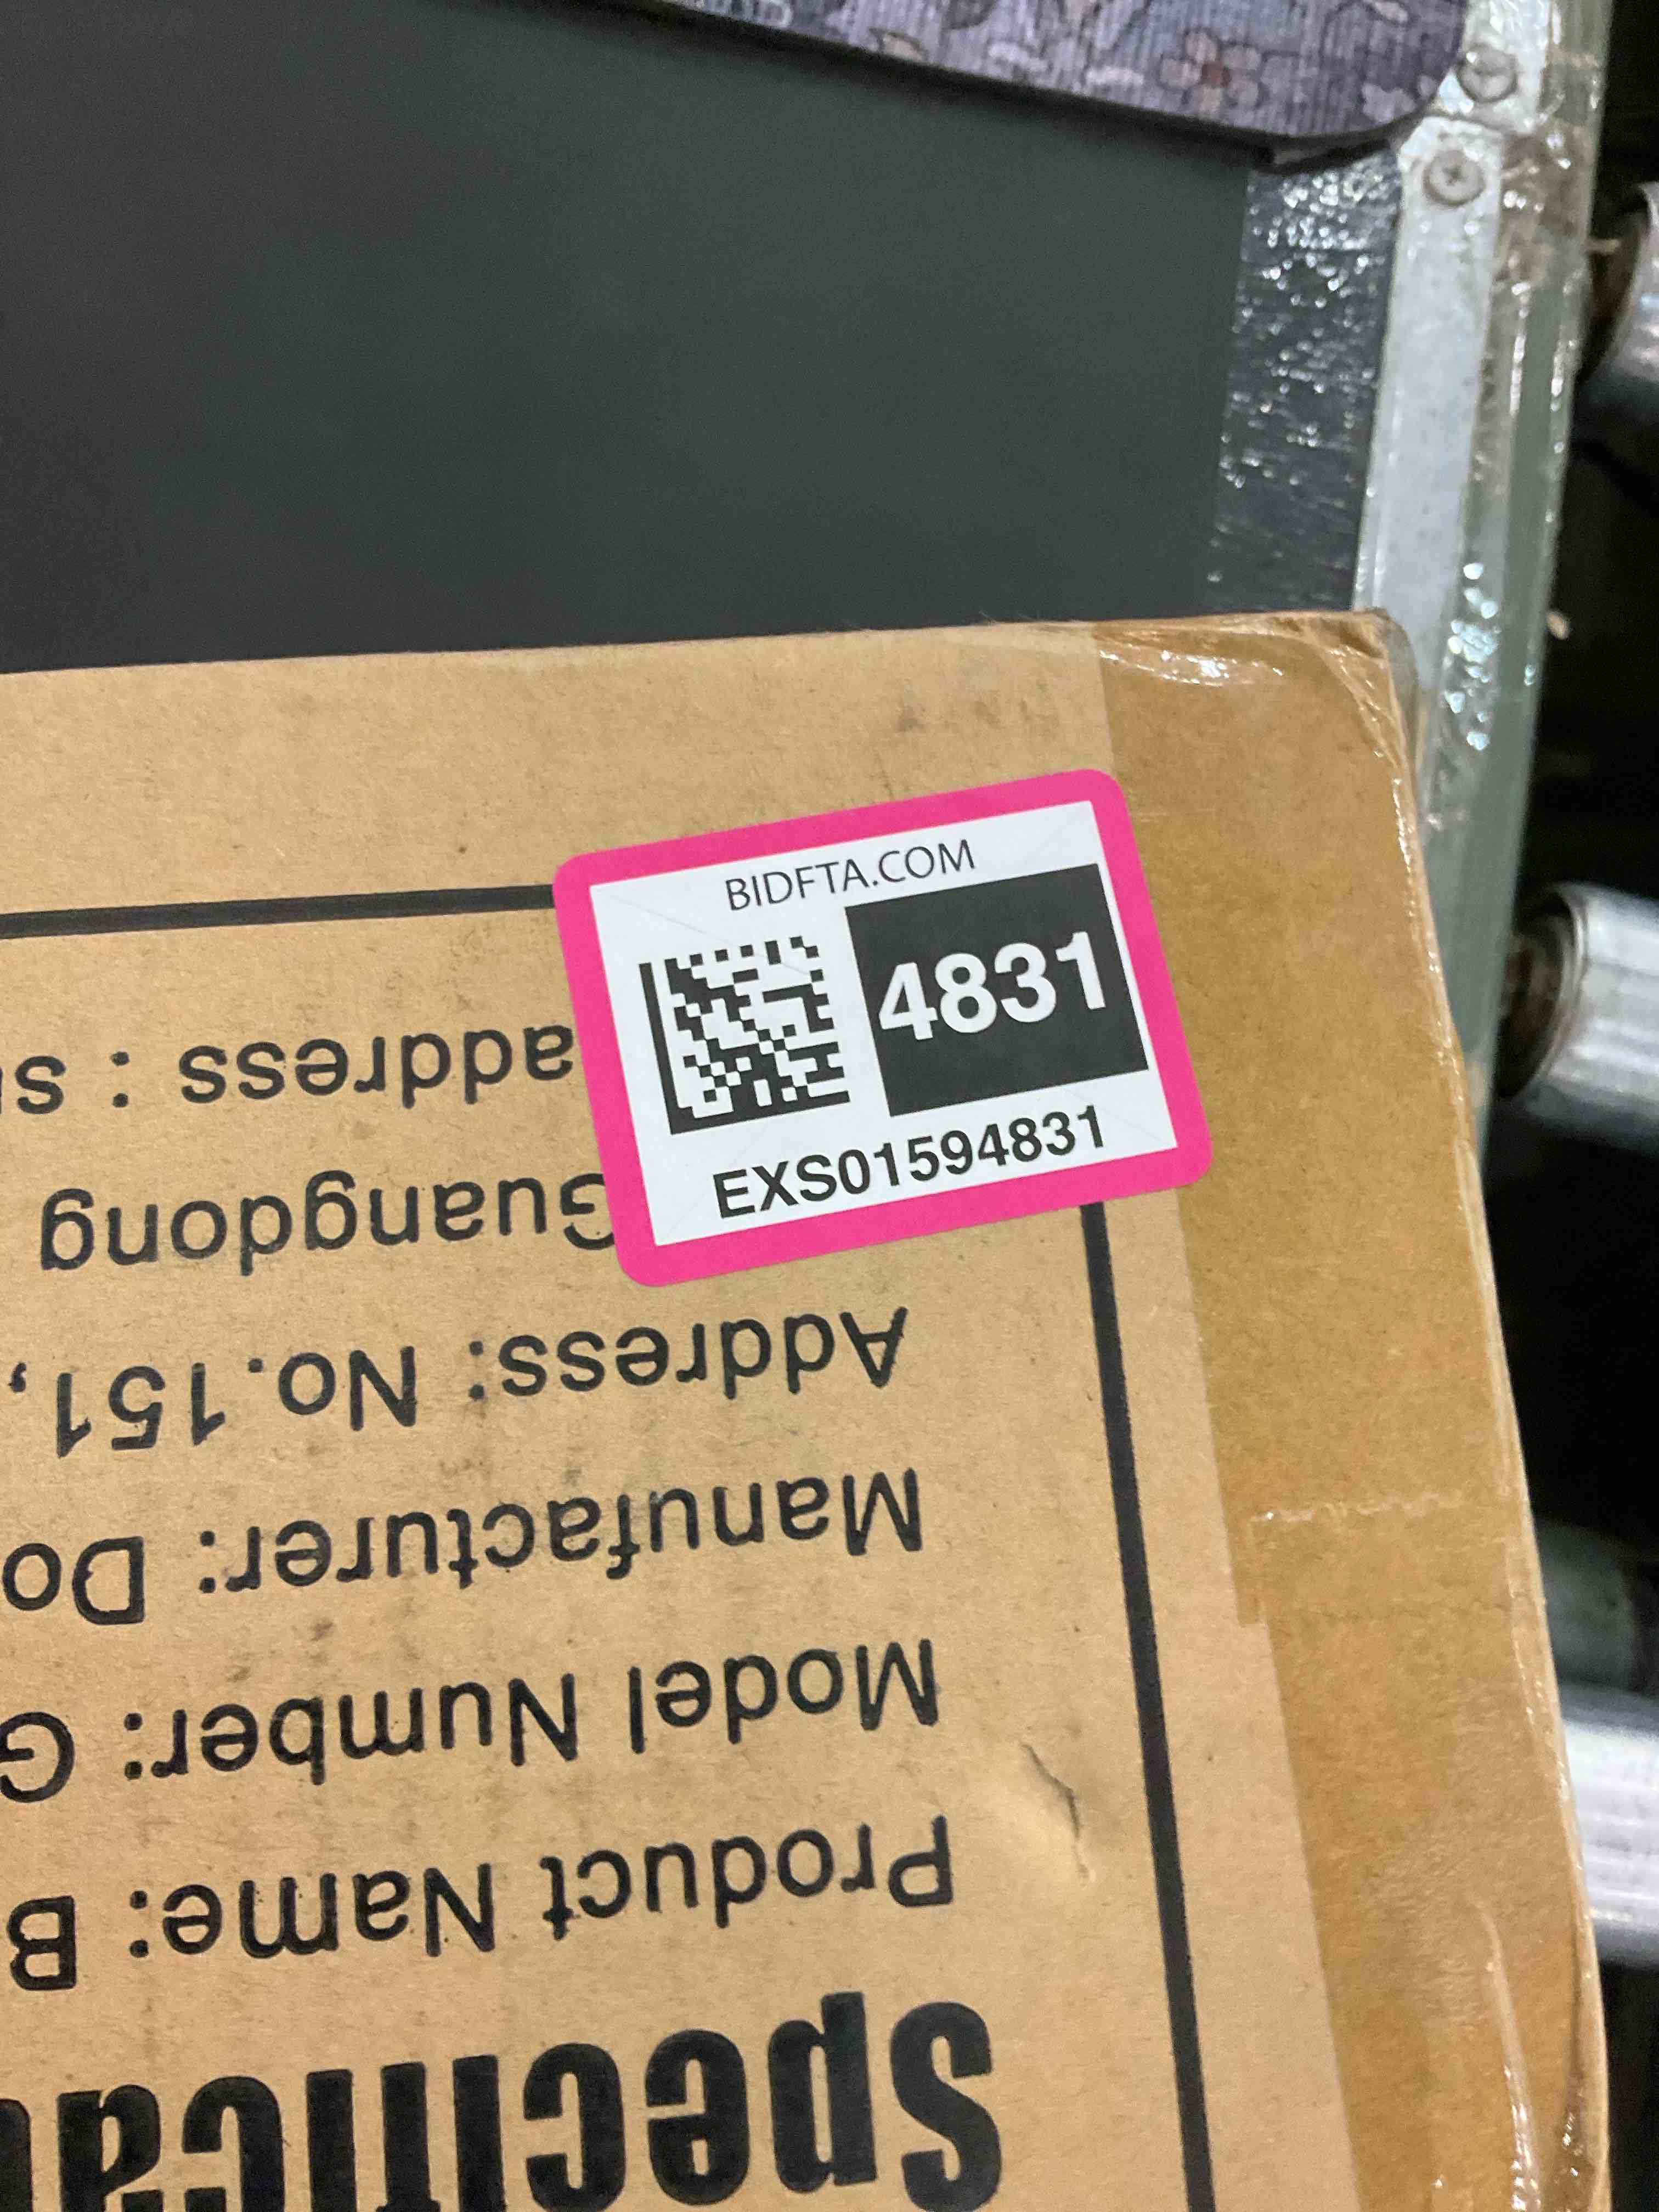 BIDFTA.COM
4831
EXS01594831
Specifica
Product Name: B
Model Number: G
Manufacturer: Do
Address: No.151,
Guangdong
address : s